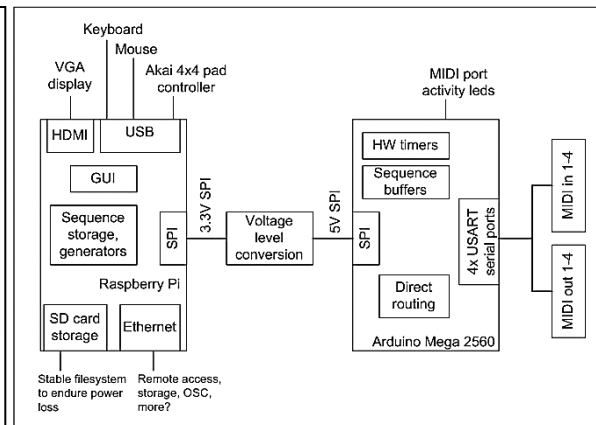 Keyboard
Mouse
VGA
display
Akai 4x4 pad
controller
HDMI
USB
GUI
Sequence
storage,
generators
SPI
Raspberry Pi
SD card
storage
Ethernet
Stable filesystem
to endure power
loss
Remote access,
storage, OSC,
more?
3.3V SPI
Voltage
level
conversion
5V SPI
MIDI port
activity leds
HW timers
Sequence
buffers
SPI
4x USART
serial ports
Direct
routing
Arduino Mega 2560
MIDI in 1-4
MIDI out 1-4